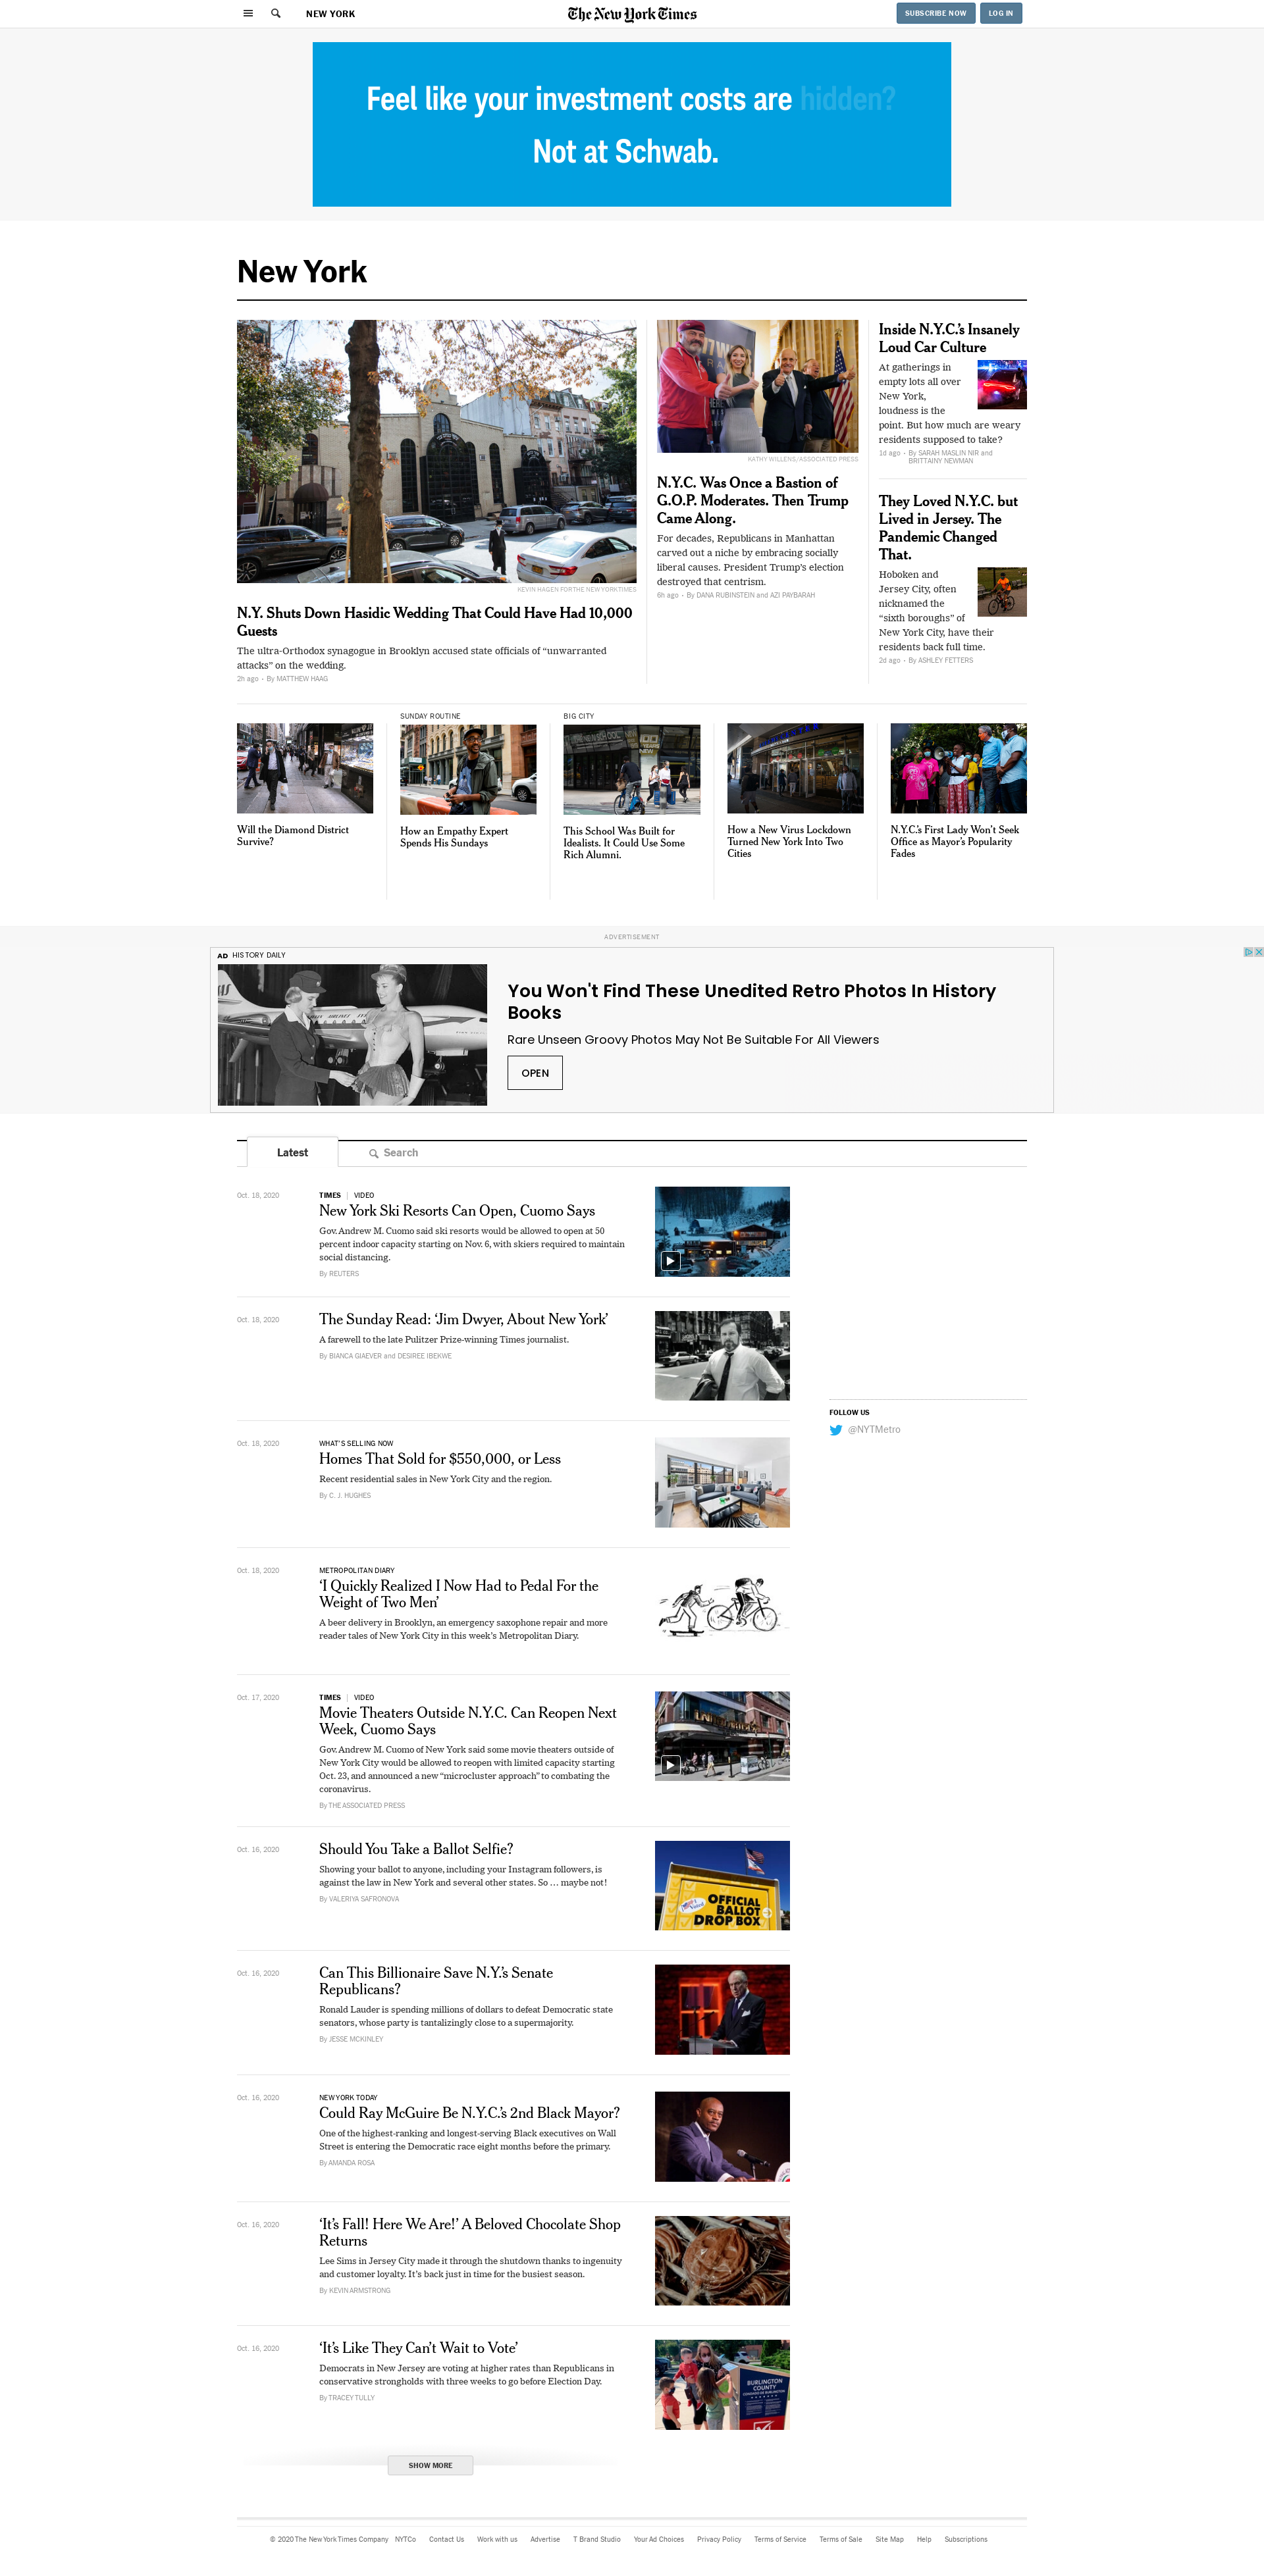 NEW YORK
The New York Times
SUBSCRIBE NOW
LOG IN
Feel like your investment costs are hidden?
Not at Schwab.
New York
KEVIN HAGEN FOR THE NEW YORK TIMES
N.Y. Shuts Down Hasidic Wedding That Could Have Had 10,000
Guests
The ultra-Orthodox synagogue in Brooklyn accused state officials of “unwarranted
attacks” on the wedding.
2h ago • By MATTHEW HAAG
KATHY WILLENS/ASSOCIATED PRESS
N.Y.C. Was Once a Bastion of
G.O.P. Moderates. Then Trump
Came Along.
For decades, Republicans in Manhattan
carved out a niche by embracing socially
liberal causes. President Trump’s election
destroyed that centrism.
6h ago • By DANA RUBINSTEIN and AZI PAYBARAH
Inside N.Y.C.’s Insanely
Loud Car Culture
At gatherings in
empty lots all over
New York,
loudness is the
point. But how much are weary
residents supposed to take?
1d ago • By SARAH MASLIN NIR and
BRITTAINY NEWMAN
They Loved N.Y.C. but
Lived in Jersey. The
Pandemic Changed
That.
Hoboken and
Jersey City, often
nicknamed the
“sixth boroughs” of
New York City, have their
residents back full time.
2d ago • By ASHLEY FETTERS
Will the Diamond District
Survive?
SUNDAY ROUTINE
How an Empathy Expert
Spends His Sundays
BIG CITY
This School Was Built for
Idealists. It Could Use Some
Rich Alumni.
How a New Virus Lockdown
Turned New York Into Two
Cities
N.Y.C.’s First Lady Won’t Seek
Office as Mayor’s Popularity
Fades
ADVERTISEMENT
AD HISTORY DAILY
You Won't Find These Unedited Retro Photos In History
Books
Rare Unseen Groovy Photos May Not Be Suitable For All Viewers
OPEN
Latest
Search
Oct. 18, 2020
TIMES | VIDEO
New York Ski Resorts Can Open, Cuomo Says
Gov. Andrew M. Cuomo said ski resorts would be allowed to open at 50
percent indoor capacity starting on Nov. 6, with skiers required to maintain
social distancing.
By REUTERS
Oct. 18, 2020
The Sunday Read: ‘Jim Dwyer, About New York’
A farewell to the late Pulitzer Prize-winning Times journalist.
By BIANCA GIAEVER and DESIREE IBEKWE
FOLLOW US
@NYTMetro
Oct. 18, 2020
WHAT’S SELLING NOW
Homes That Sold for $550,000, or Less
Recent residential sales in New York City and the region.
By C. J. HUGHES
Oct. 18, 2020
METROPOLITAN DIARY
‘I Quickly Realized I Now Had to Pedal For the
Weight of Two Men’
A beer delivery in Brooklyn, an emergency saxophone repair and more
reader tales of New York City in this week’s Metropolitan Diary.
Oct. 17, 2020
TIMES | VIDEO
Movie Theaters Outside N.Y.C. Can Reopen Next
Week, Cuomo Says
Gov. Andrew M. Cuomo of New York said some movie theaters outside of
New York City would be allowed to reopen with limited capacity starting
Oct. 23, and announced a new “microcluster approach” to combating the
coronavirus.
By THE ASSOCIATED PRESS
Oct. 16, 2020
Should You Take a Ballot Selfie?
Showing your ballot to anyone, including your Instagram followers, is
against the law in New York and several other states. So … maybe not!
By VALERIYA SAFRONOVA
OFFICIAL
BALLOT
DROP BOX
Oct. 16, 2020
Can This Billionaire Save N.Y.’s Senate
Republicans?
Ronald Lauder is spending millions of dollars to defeat Democratic state
senators, whose party is tantalizingly close to a supermajority.
By JESSE MCKINLEY
Oct. 16, 2020
NEW YORK TODAY
Could Ray McGuire Be N.Y.C.’s 2nd Black Mayor?
One of the highest-ranking and longest-serving Black executives on Wall
Street is entering the Democratic race eight months before the primary.
By AMANDA ROSA
Oct. 16, 2020
‘It’s Fall! Here We Are!’ A Beloved Chocolate Shop
Returns
Lee Sims in Jersey City made it through the shutdown thanks to ingenuity
and customer loyalty. It’s back just in time for the busiest season.
By KEVIN ARMSTRONG
Oct. 16, 2020
‘It’s Like They Can’t Wait to Vote’
Democrats in New Jersey are voting at higher rates than Republicans in
conservative strongholds with three weeks to go before Election Day.
By TRACEY TULLY
BURLINGTON
COUNTY
SHOW MORE
© 2020 The New York Times Company NYTCo Contact Us Work with us Advertise T Brand Studio Your Ad Choices Privacy Policy Terms of Service Terms of Sale Site Map Help Subscriptions